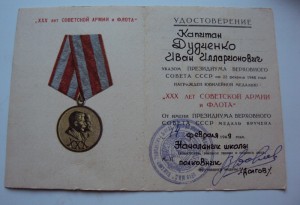 "XXX лет СОВЕТСКОЙ АРМИИ и ФЛОТА"
УДОСТОВЕРЕНИЕ
Капитан
Дудченко
Иван Илларионович
указом ПРЕЗИДИУМА ВЕРХОВНОГО
СОВЕТА СССР от 22 февраля 1948 года
НАГРАЖДЕН ЮБИЛЕЙНОЙ МЕДАЛЬЮ
"XXX ЛЕТ СОВЕТСКОЙ АРМИИ
и ФЛОТА"
От имени ПРЕЗИДИУМА ВЕРХОВНОГО
СОВЕТА СССР МЕДАЛЬ ВРУЧЕНА
февраля 1949 года
Начальник школы
полковник
/Долгов/